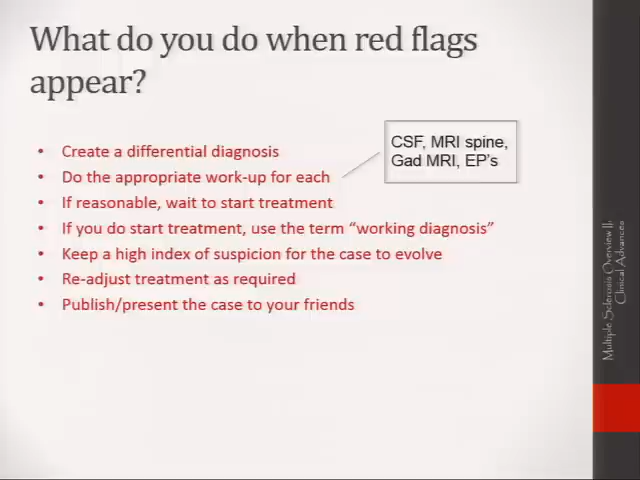 What do you do when red flags
appear?
CSF, MRI spine,
Gad MRI, EP's
• Create a differential diagnosis
• Do the appropriate work-up for each
• If reasonable, wait to start treatment
• If you do start treatment, use the term “working diagnosis”
• Keep a high index of suspicion for the case to evolve
• Re-adjust treatment as required
• Publish/present the case to your friends
Multiple Sclerosis Overview II:
Clinical Advances